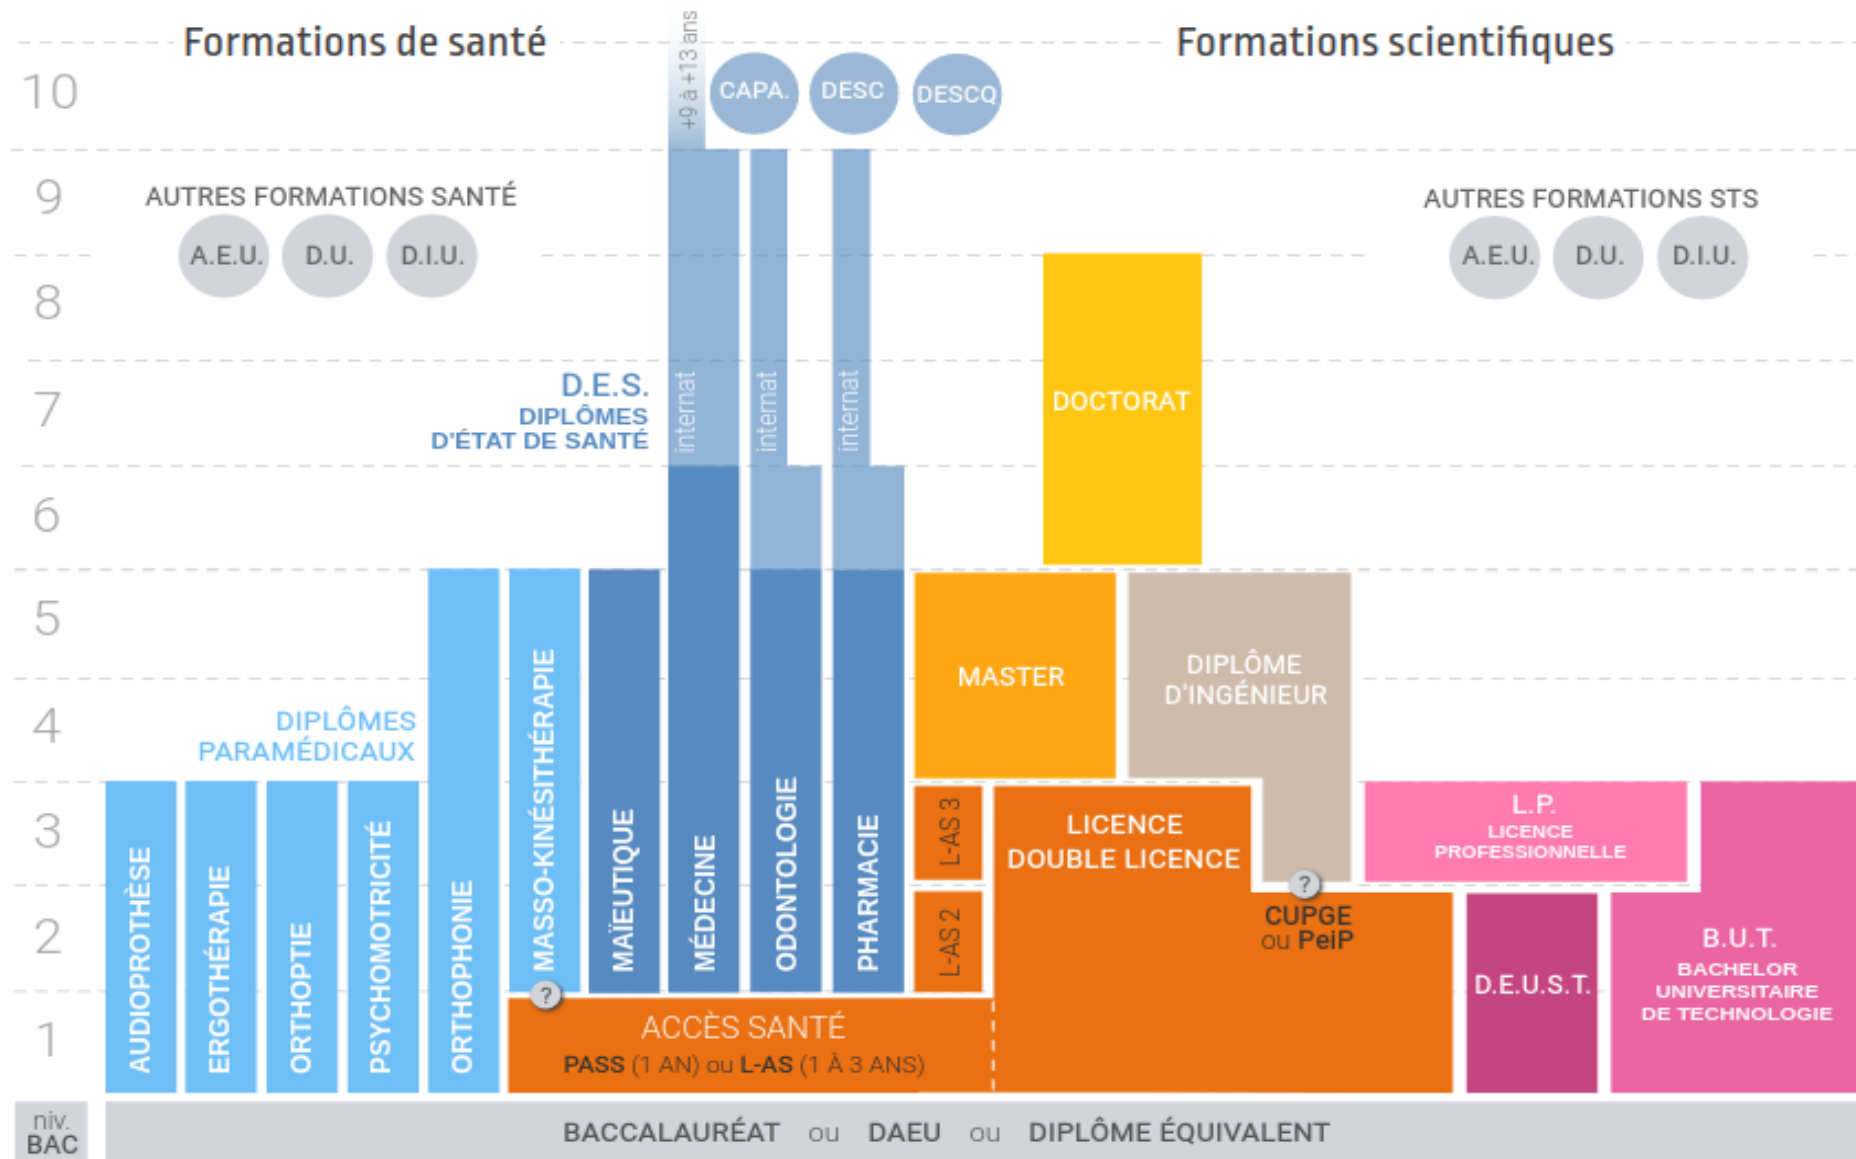 Formations de santé
Formations scientifiques
10
+9 à +13 ans
CAPA.
DESC
DESCQ
9
AUTRES FORMATIONS SANTÉ
A.E.U.
D.U.
D.I.U.
AUTRES FORMATIONS STS
A.E.U.
D.U.
D.I.U.
8
7
D.E.S.
DIPLÔMES
D'ÉTAT DE SANTÉ
internat
internat
internat
DOCTORAT
6
5
MASTER
DIPLÔME
D'INGÉNIEUR
4
DIPLÔMES
PARAMÉDICAUX
3
AUDIOPROTHÈSE
ERGOTHÉRAPIE
ORTHOPTIE
PSYCHOMOTRICITÉ
ORTHOPHONIE
MASSO-KINÉSITHÉRAPIE
MAÏEUTIQUE
MÉDECINE
ODONTOLOGIE
PHARMACIE
L-AS 3
LICENCE
DOUBLE LICENCE
L.P.
LICENCE
PROFESSIONNELLE
2
L-AS 2
?
CUPGE
ou PeiP
D.E.U.S.T.
B.U.T.
BACHELOR
UNIVERSITAIRE
DE TECHNOLOGIE
1
?
ACCÈS SANTÉ
PASS (1 AN) ou L-AS (1 À 3 ANS)
niv.
BAC
BACCALAURÉAT ou DAEU ou DIPLÔME ÉQUIVALENT